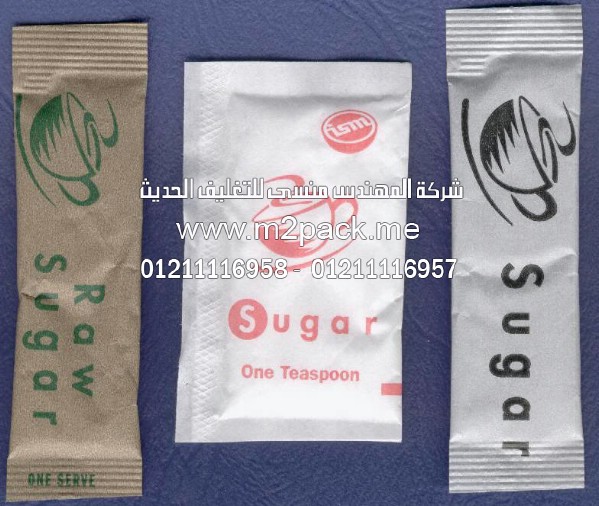 Raw
Sugar
ONE SERVE
ism
Sugar
One Teaspoon
Sugar
شركة المهندس منسى للتغليف الحديث
www.m2pack.me
01211116958 - 01211116957